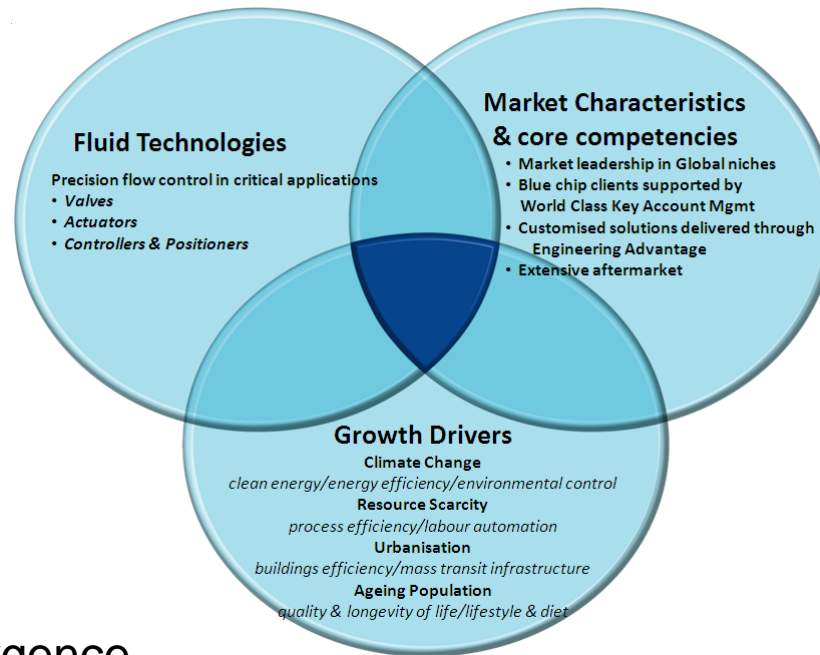 Fluid Technologies
Precision flow control in critical applications
• Valves
• Actuators
• Controllers & Positioners
Market Characteristics
& core competencies
• Market leadership in Global niches
• Blue chip clients supported by
World Class Key Account Mgmt
• Customised solutions delivered through
Engineering Advantage
• Extensive aftermarket
Growth Drivers
Climate Change
clean energy/energy efficiency/environmental control
Resource Scarcity
process efficiency/labour automation
Urbanisation
buildings efficiency/mass transit infrastructure
Ageing Population
quality & longevity of life/lifestyle & diet